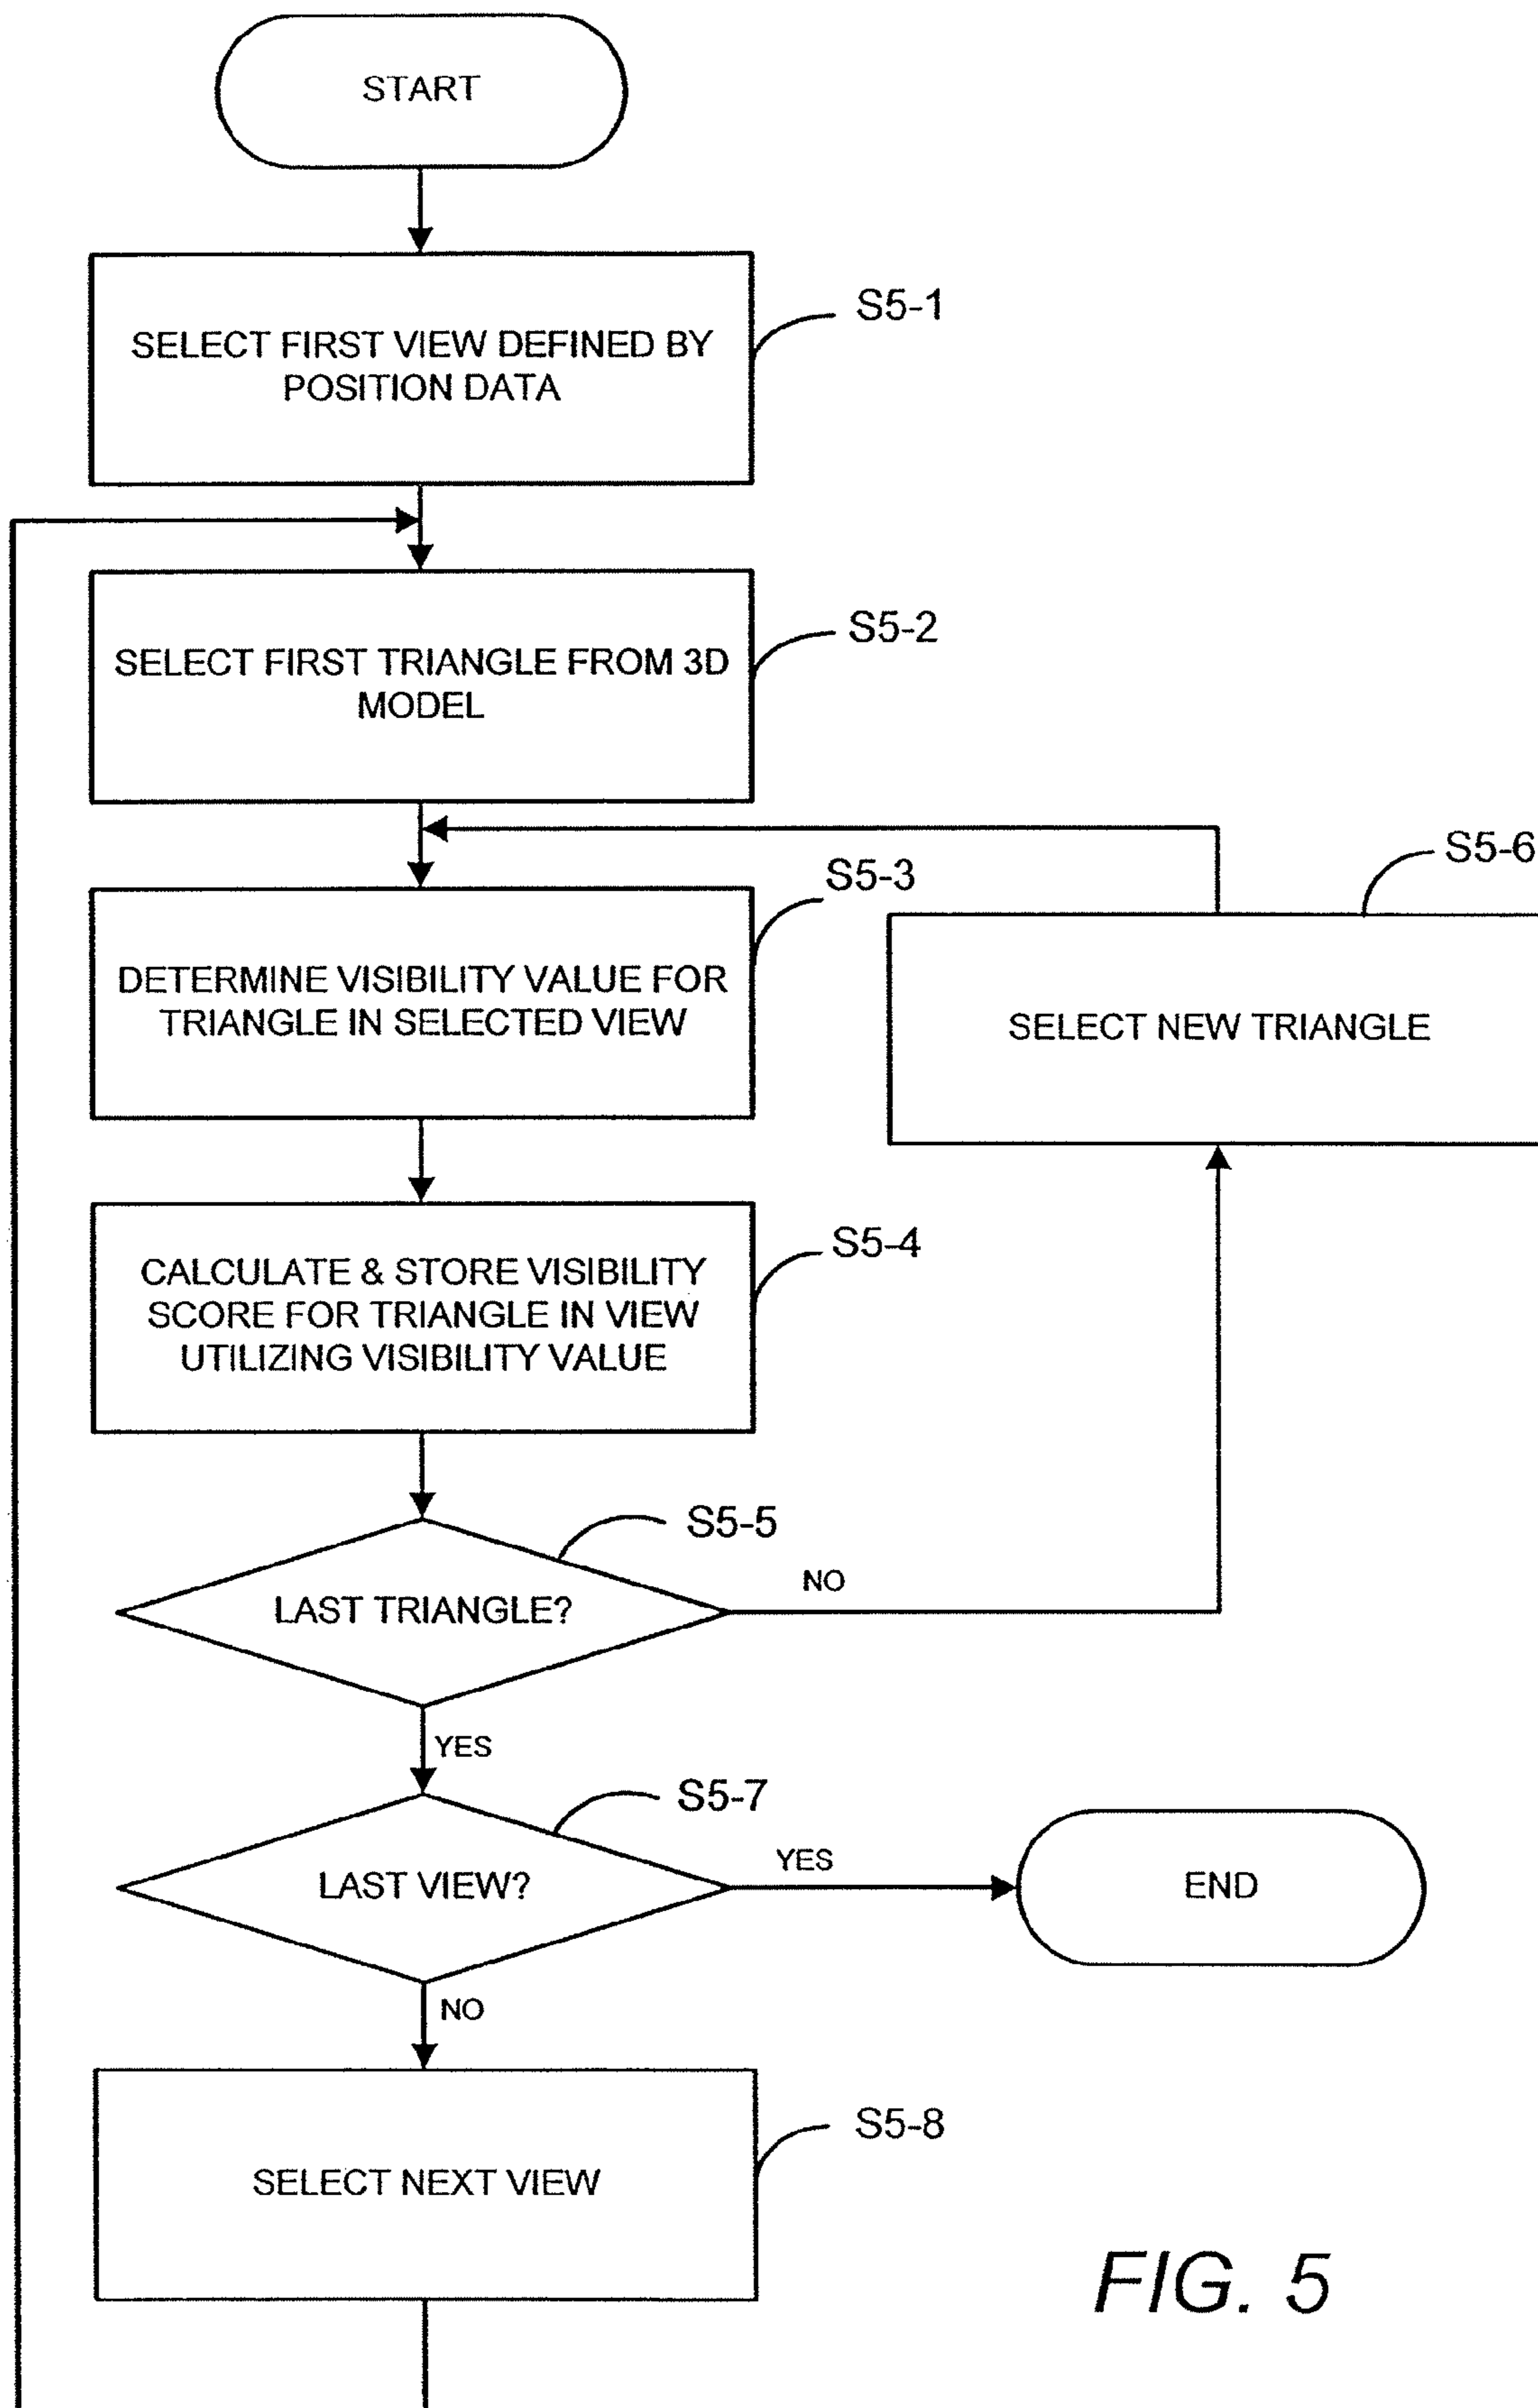 START
SELECT FIRST VIEW DEFINED BY
POSITION DATA
S5-1
SELECT FIRST TRIANGLE FROM 3D
MODEL
S5-2
DETERMINE VISIBILITY VALUE FOR
TRIANGLE IN SELECTED VIEW
S5-3
SELECT NEW TRIANGLE
S5-6
CALCULATE & STORE VISIBILITY
SCORE FOR TRIANGLE IN VIEW
UTILIZING VISIBILITY VALUE
S5-4
LAST TRIANGLE?
S5-5
NO
YES
LAST VIEW?
S5-7
YES
END
NO
SELECT NEXT VIEW
S5-8
FIG. 5